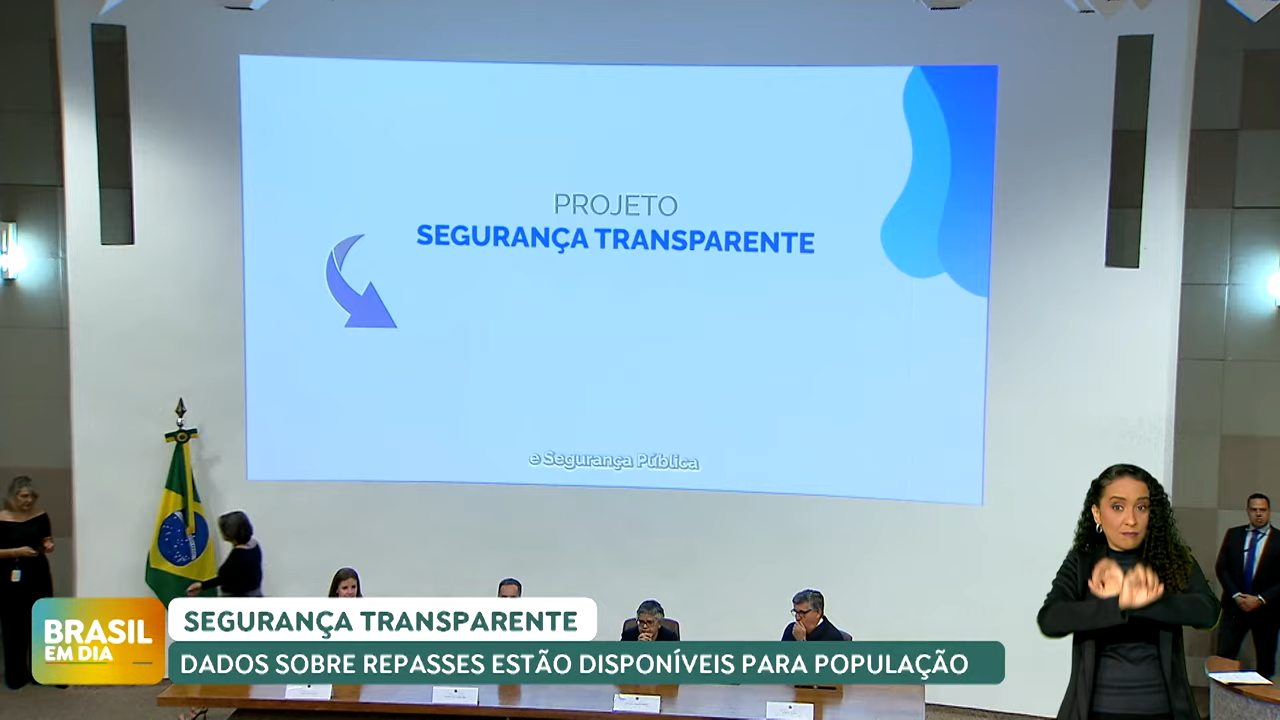 PROJETO
SEGURANÇA TRANSPARENTE
e Segurança Pública
BRASIL
EM DIA
SEGURANÇA TRANSPARENTE
DADOS SOBRE REPASSES ESTÃO DISPONÍVEIS PARA POPULAÇÃO